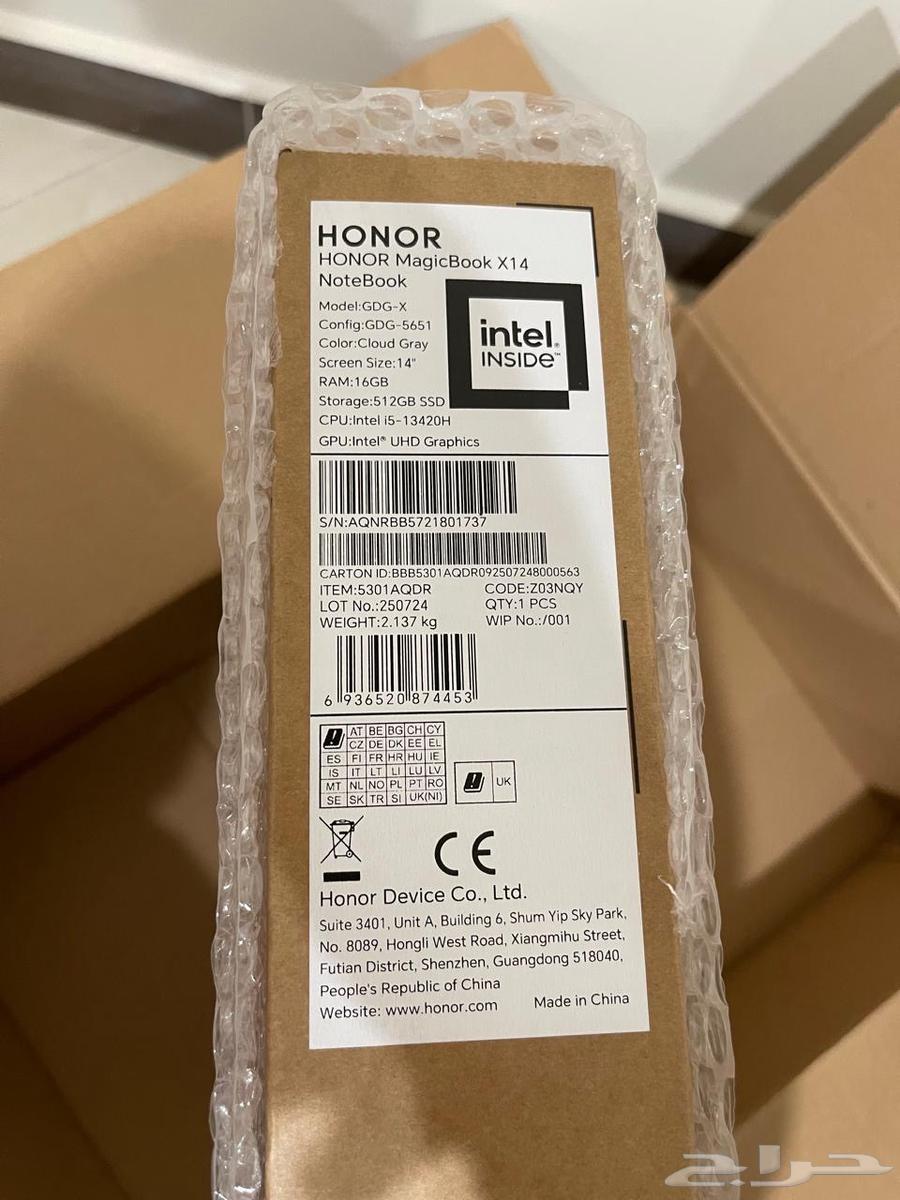 HONOR
HONOR MagicBook X14
NoteBook
Model:GDG-X
Config:GDG-5651
Color:Cloud Gray
Screen Size:14"
RAM:16GB
Storage:512GB SSD
CPU:Intel i5-13420H
GPU:Intel® UHD Graphics
intel®
INSIDE™
S/N:AQNRBB5721801737
CARTON ID:BBB5301AQDR092507248000563
ITEM:5301AQDR CODE:Z03NQY
LOT No.:250724 QTY:1 PCS
WEIGHT:2.137 kg WIP No.:/001
6 936520 874453
AT BE BG CH CY
CZ DE DK EE EL
ES FI FR HR HU IE
IS IT LT LI LU LV
MT NL NO PL PT RO
SE SK TR SI UK(NI)
UK
CE
Honor Device Co., Ltd.
Suite 3401, Unit A, Building 6, Shum Yip Sky Park,
No. 8089, Hongli West Road, Xiangmihu Street,
Futian District, Shenzhen, Guangdong 518040,
People's Republic of China
Website: www.honor.com Made in China
حراج